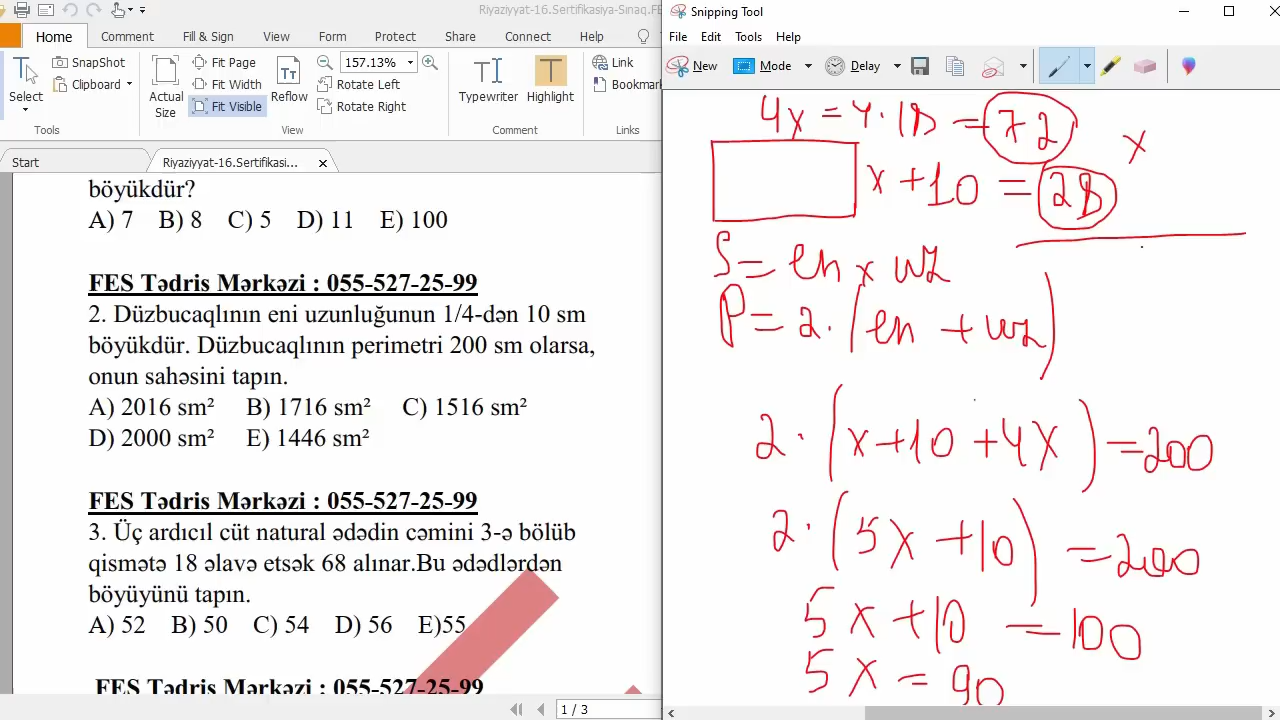 Riyaziyyat-16.Sertifikasiya-Sinaq.FE
Home Comment Fill & Sign View Form Protect Share Connect Help
Select
SnapShot
Clipboard
Tools
Actual Size
Fit Page
Fit Width
Fit Visible
Reflow
157.13%
Rotate Left
Rotate Right
View
Typewriter
Highlight
Comment
Link
Bookmar
Links
Start
Riyaziyyat-16.Sertifikasi...
böyükdür?
A) 7 B) 8 C) 5 D) 11 E) 100
FES Tədris Mərkəzi : 055-527-25-99
2. Düzbucaqlının eni uzunluğunun 1/4-dən 10 sm
böyükdür. Düzbucaqlının perimetri 200 sm olarsa,
onun sahəsini tapın.
A) 2016 sm² B) 1716 sm² C) 1516 sm²
D) 2000 sm² E) 1446 sm²
FES Tədris Mərkəzi : 055-527-25-99
3. Üç ardıcıl cüt natural ədədin cəmini 3-ə bölüb
qismətə 18 əlavə etsək 68 alınar.Bu ədədlərdən
böyüyünü tapın.
A) 52 B) 50 C) 54 D) 56 E)55
FES Tədris Mərkəzi : 055-527-25-99
1 / 3
Snipping Tool
File Edit Tools Help
New Mode Delay
4x = 4·18 = 72
x
x + 10 = 28
S = en x uz
P = 2·(en + uz)
2·(x+10+4x) = 200
2·(5x+10) = 200
5x+10 = 100
5x = 90